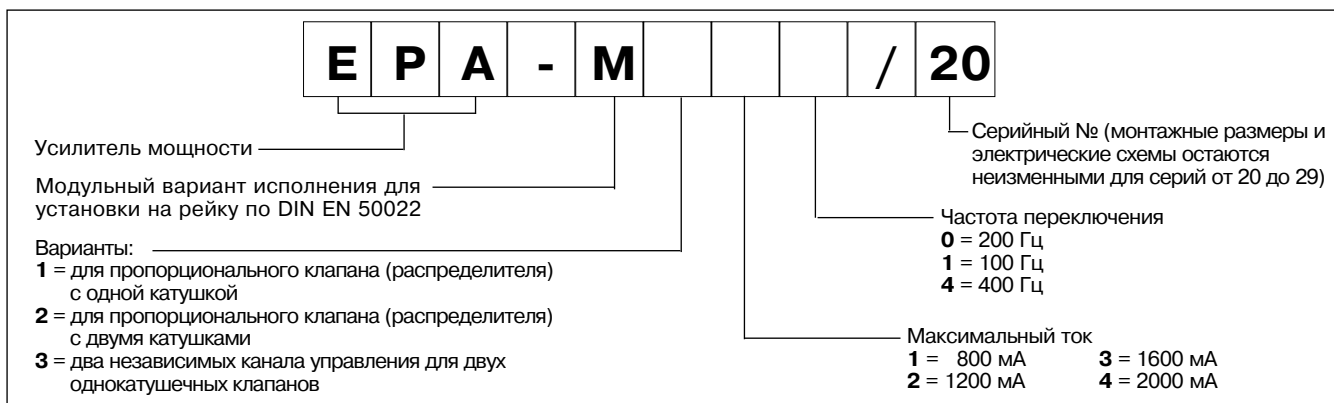 EPA-M   /20
Усилитель мощности
Модульный вариант исполнения для
установки на рейку по DIN EN 50022
Варианты:
1 = для пропорционального клапана (распределителя)
с одной катушкой
2 = для пропорционального клапана (распределителя)
с двумя катушками
3 = два независимых канала управления для двух
однокатушечных клапанов
Серийный № (монтажные размеры и
электрические схемы остаются
неизменными для серий от 20 до 29)
Частота переключения
0 = 200 Гц
1 = 100 Гц
4 = 400 Гц
Максимальный ток
1 = 800 мА 3 = 1600 мА
2 = 1200 мА 4 = 2000 мА